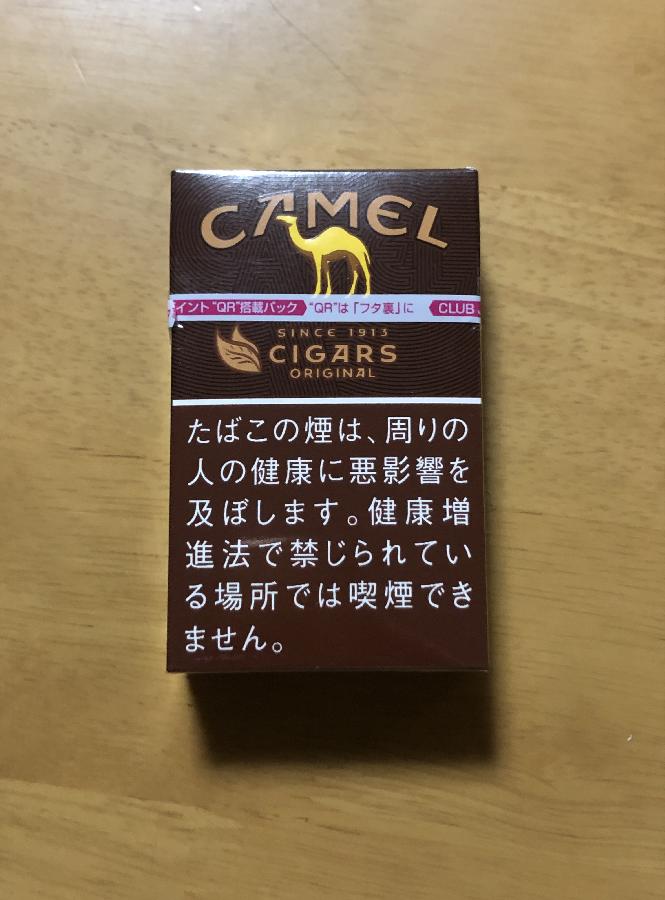 CAMEL
イント"QR"搭載パック "QR"は「フタ裏」に CLUB
SINCE 1913
CIGARS
ORIGINAL
たばこの煙は、周りの
人の健康に悪影響を
及ぼします。健康増
進法で禁じられてい
る場所では喫煙でき
ません。